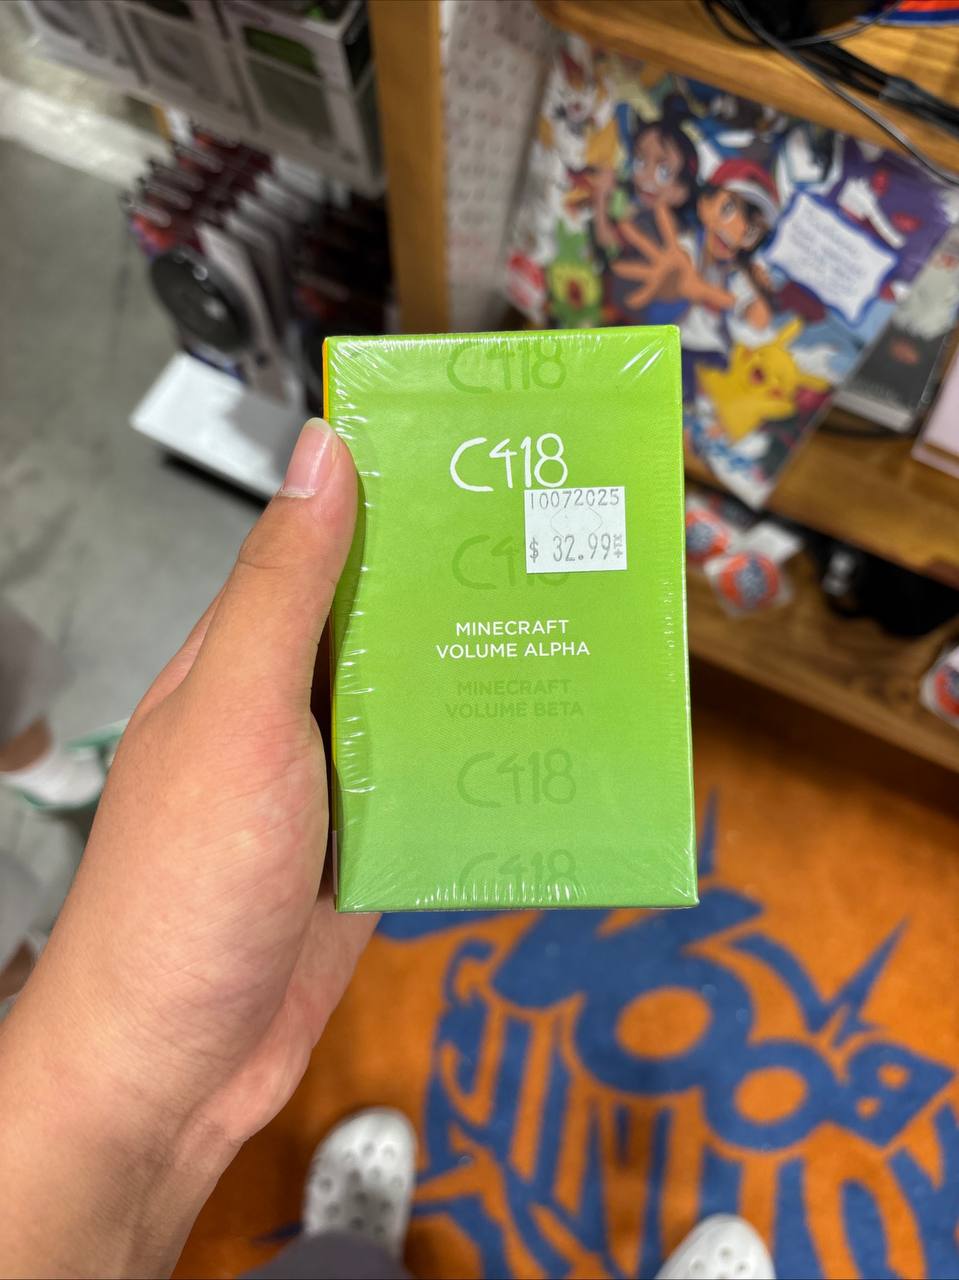 C418
C418
10072025
$ 32.99
C418
MINECRAFT
VOLUME ALPHA
MINECRAFT
VOLUME BETA
C418
C418